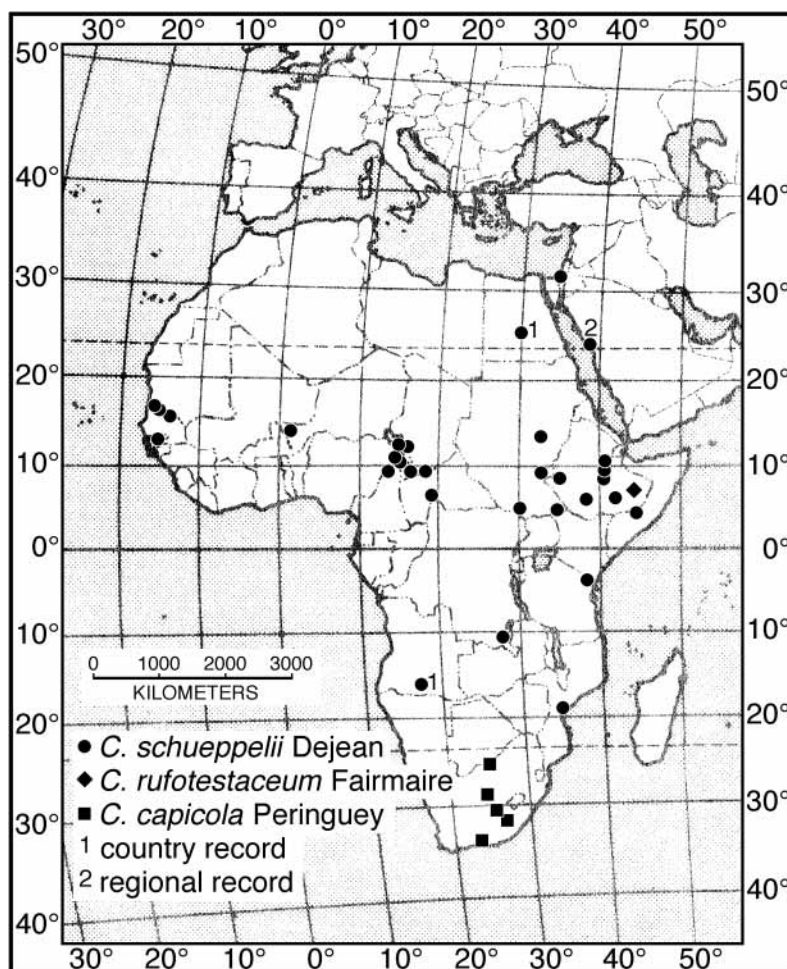 30° 20° 10° 0° 10° 20° 30° 40°
50° 50°
40° 40°
30° 30°
1 2
20° 20°
10° 10°
0° 0°
10° 10°
0 1000 2000 3000
KILOMETERS
1
20° 20°
● C. schueppelii Dejean
◆ C. rufotestaceum Fairmaire
■ C. capicola Peringuey
30° 30°
1 country record
2 regional record
40° 40°
30° 20° 10° 0° 10° 20° 30° 40° 50°